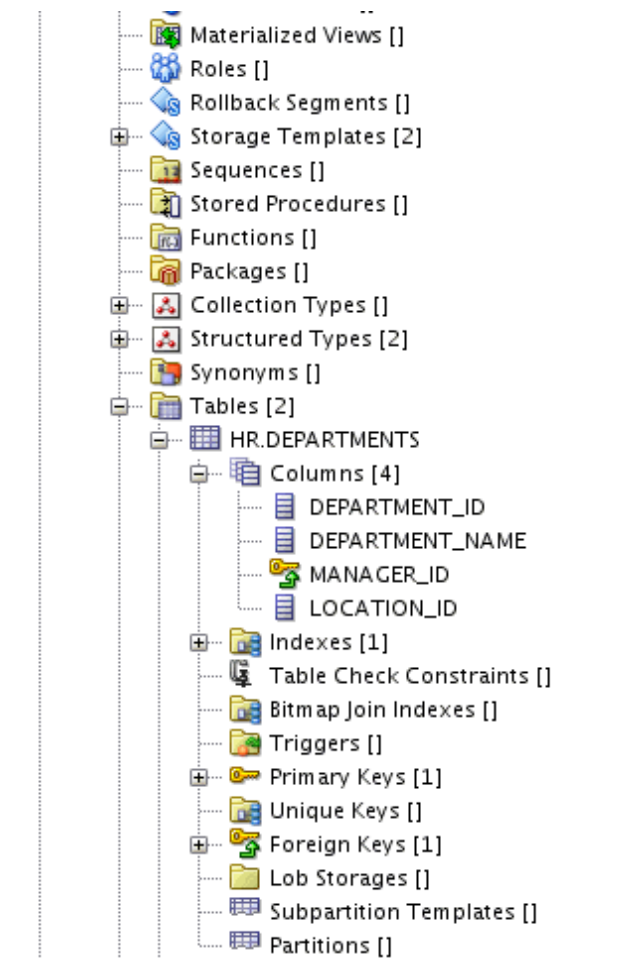 Materialized Views []
Roles []
Rollback Segments []
Storage Templates [2]
Sequences []
Stored Procedures []
Functions []
Packages []
Collection Types []
Structured Types [2]
Synonyms []
Tables [2]
HR.DEPARTMENTS
Columns [4]
DEPARTMENT_ID
DEPARTMENT_NAME
MANAGER_ID
LOCATION_ID
Indexes [1]
Table Check Constraints []
Bitmap Join Indexes []
Triggers []
Primary Keys [1]
Unique Keys []
Foreign Keys [1]
Lob Storages []
Subpartition Templates []
Partitions []